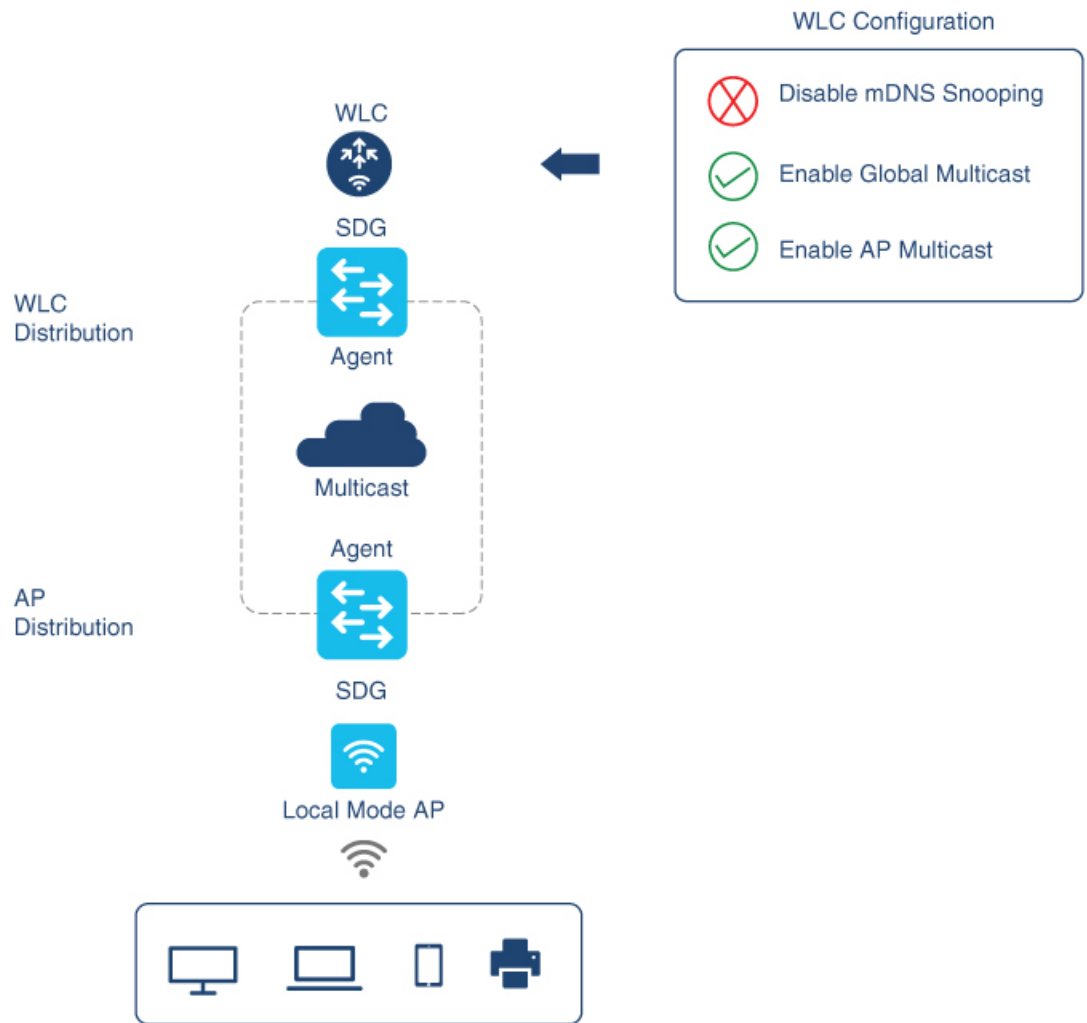 WLC Configuration
Disable mDNS Snooping
Enable Global Multicast
Enable AP Multicast
WLC
SDG
WLC
Distribution
Agent
Multicast
Agent
AP
Distribution
SDG
Local Mode AP